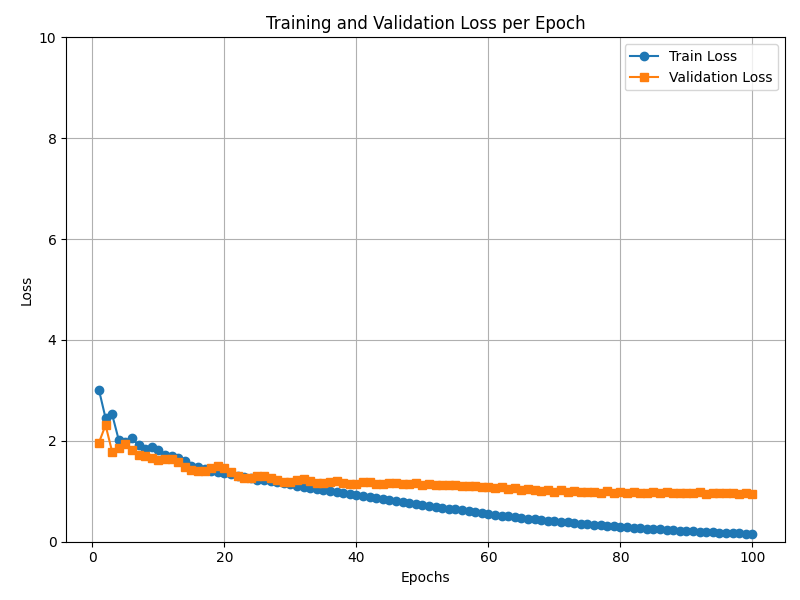 Training and Validation Loss per Epoch
10
8
6
4
2
0
Loss
Train Loss
Validation Loss
0 20 40 60 80 100
Epochs